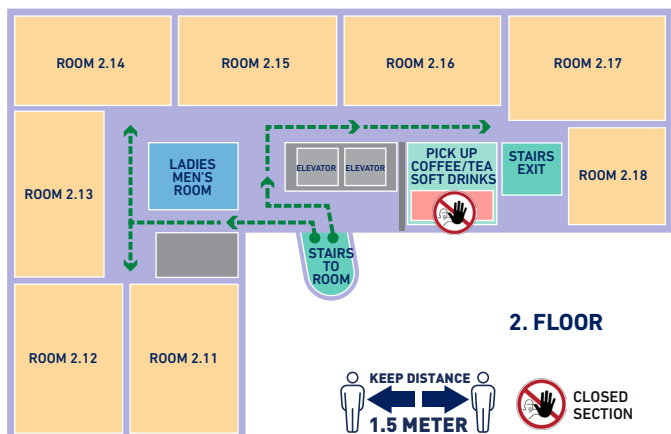 ROOM 2.14
ROOM 2.15
ROOM 2.16
ROOM 2.17
ROOM 2.13
LADIES
MEN'S
ROOM
ELEVATOR
ELEVATOR
PICK UP
COFFEE/TEA
SOFT DRINKS
STAIRS
EXIT
ROOM 2.18
STAIRS
TO
ROOM
ROOM 2.12
ROOM 2.11
2. FLOOR
KEEP DISTANCE
1.5 METER
CLOSED
SECTION